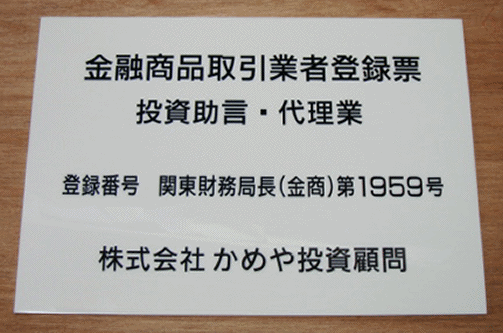 金融商品取引業者登録票
投資助言・代理業
登録番号 関東財務局長(金商)第1959号
株式会社 かめや投資顧問